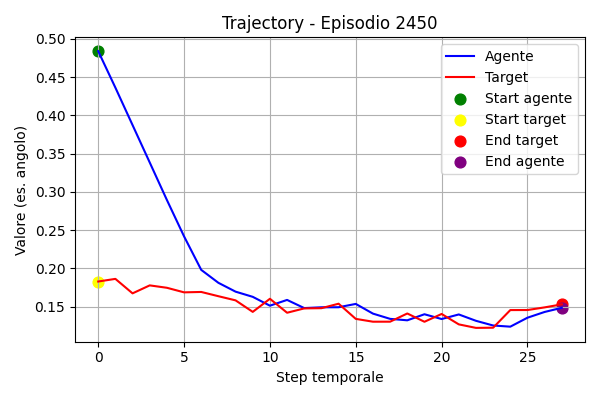 Trajectory - Episodio 2450
Agente
Target
Start agente
Start target
End target
End agente
Valore (es. angolo)
0.50
0.45
0.40
0.35
0.30
0.25
0.20
0.15
0
5
10
15
20
25
Step temporale